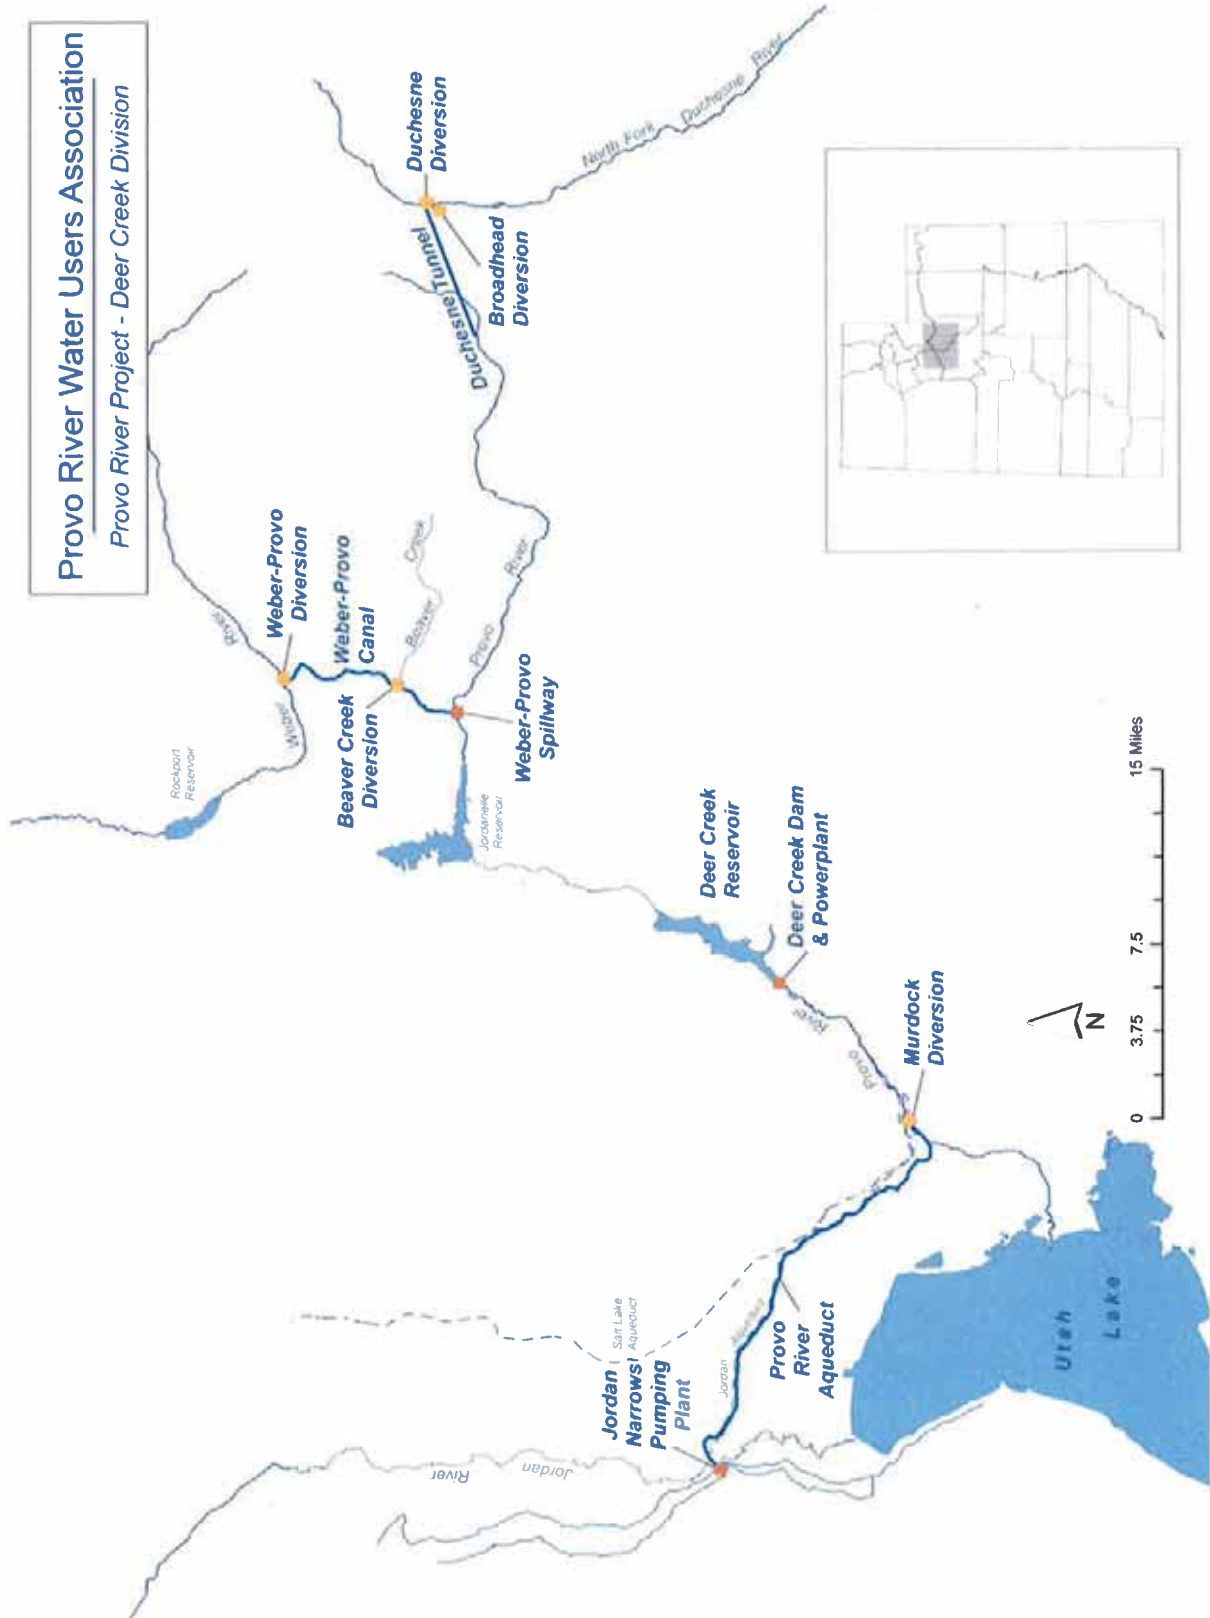 Provo River Water Users Association
Provo River Project - Deer Creek Division
Rockport
Reservoir
Weber
River
Weber-Provo
Diversion
Weber-Provo
Canal
Beaver Creek
Diversion
Beaver
Creek
Weber-Provo
Spillway
Provo
River
Jordanelle
Reservoir
Duchesne Tunnel
Duchesne
Diversion
Broadhead
Diversion
North Fork
Duchesne
River
Deer Creek
Reservoir
Deer Creek Dam
& Powerplant
Provo
River
Murdock
Diversion
Jordan
River
Salt Lake
Aqueduct
Jordan
Narrows
Pumping
Plant
Jordan
Aqueduct
Provo
River
Aqueduct
Utah
Lake
N
0
3.75
7.5
15 Miles